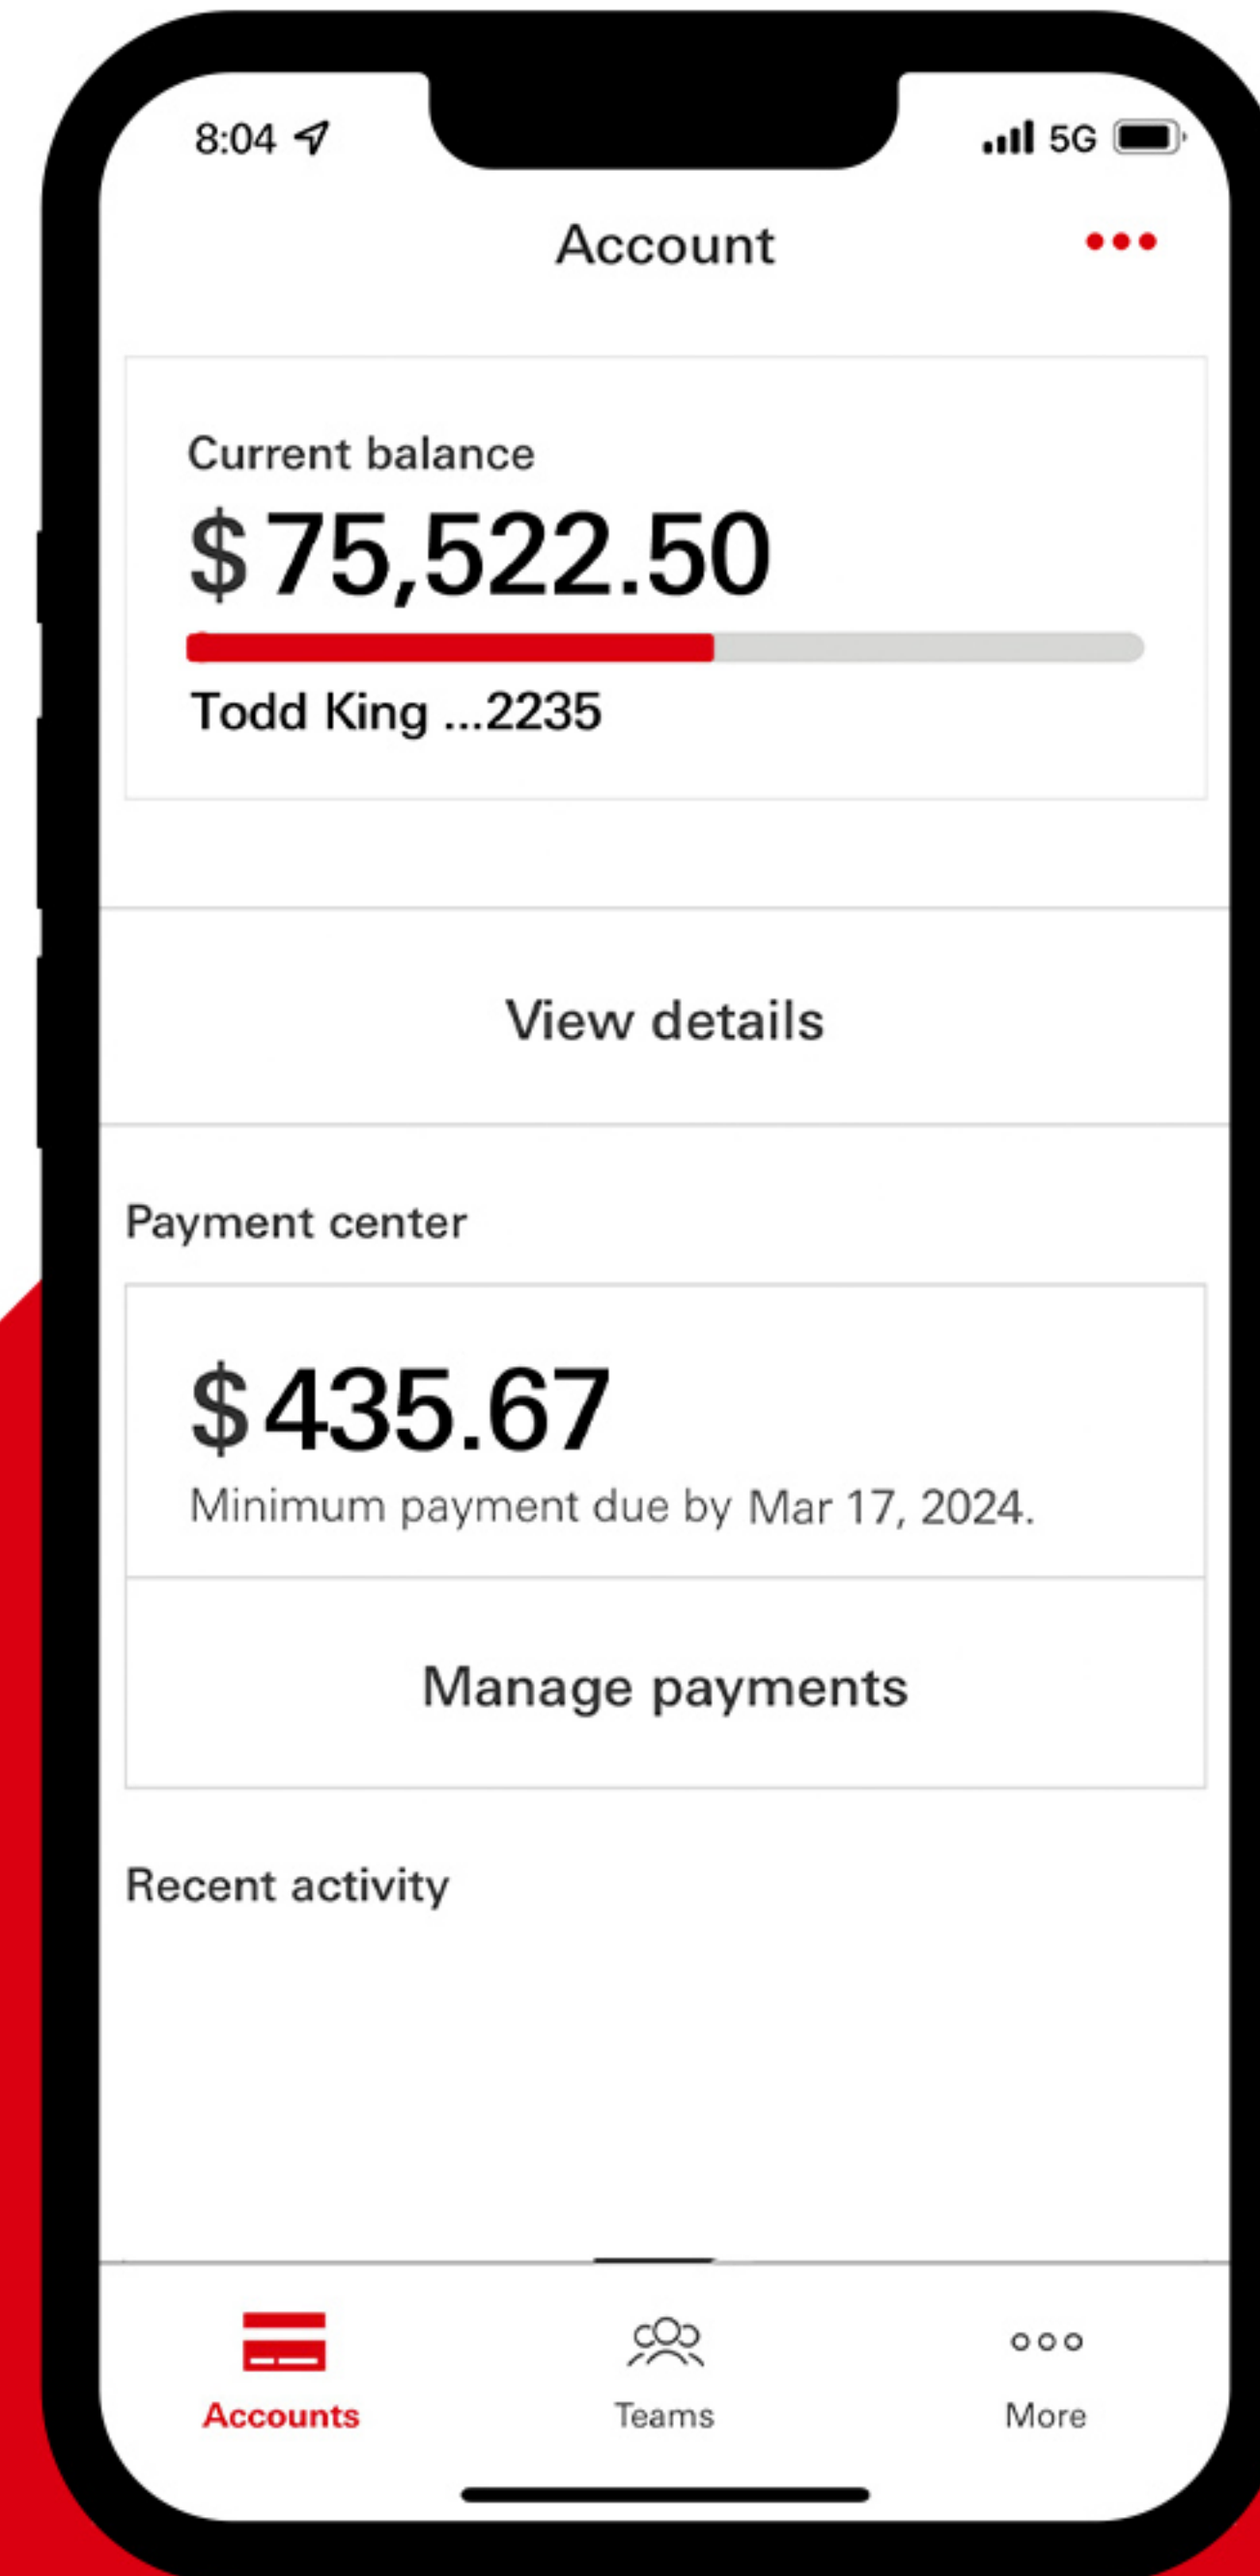 8:04 5G
Account
Current balance
$75,522.50
Todd King ...2235
View details
Payment center
$435.67
Minimum payment due by Mar 17, 2024.
Manage payments
Recent activity
Accounts Teams More